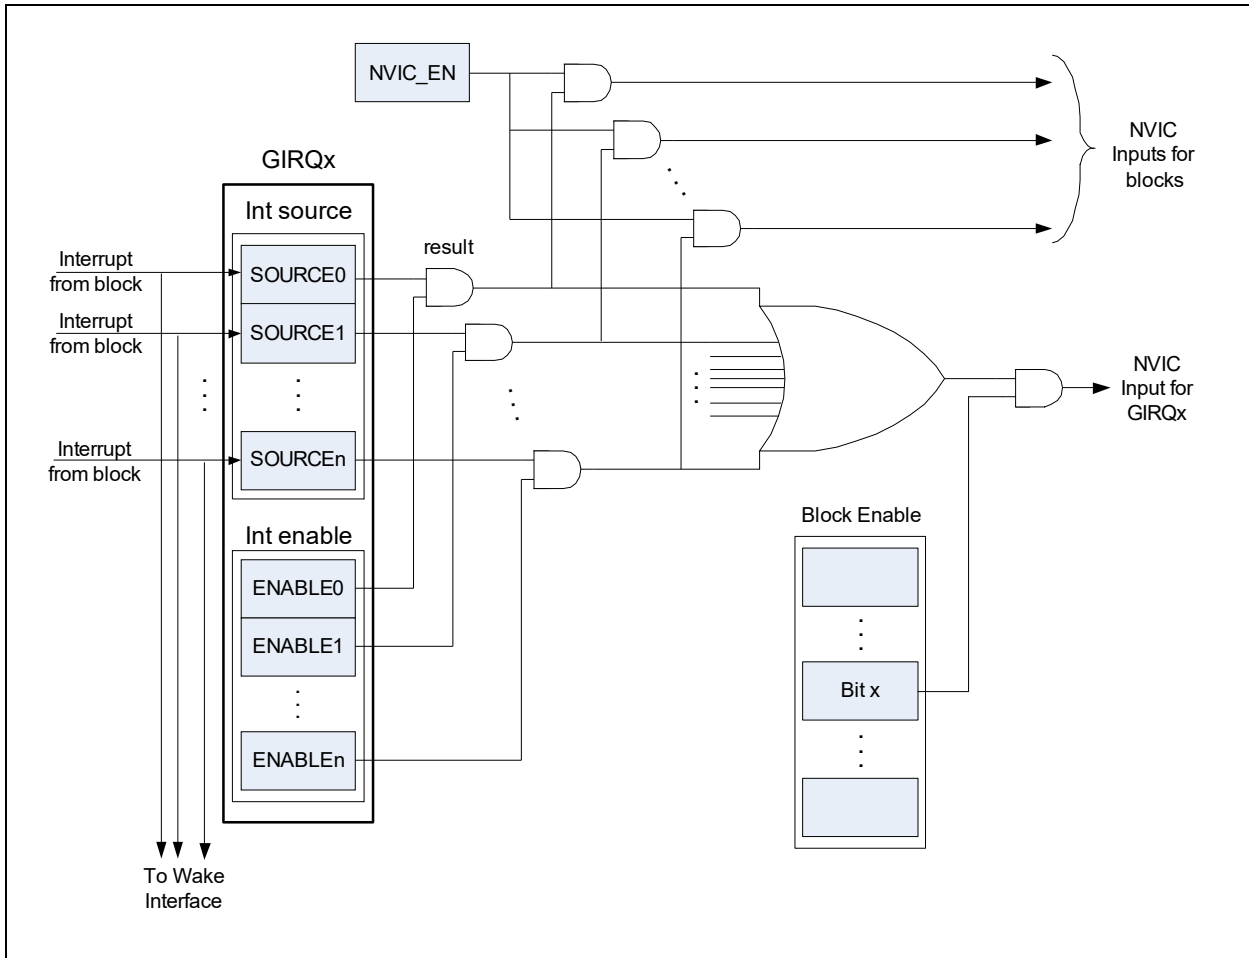 NVIC_EN
NVIC
Inputs for
blocks
GIRQx
Int source
result
Interrupt
from block
SOURCE0
Interrupt
from block
SOURCE1
NVIC
Input for
GIRQx
Interrupt
from block
SOURCEn
Block Enable
Int enable
ENABLE0
ENABLE1
Bit x
ENABLEn
To Wake
Interface